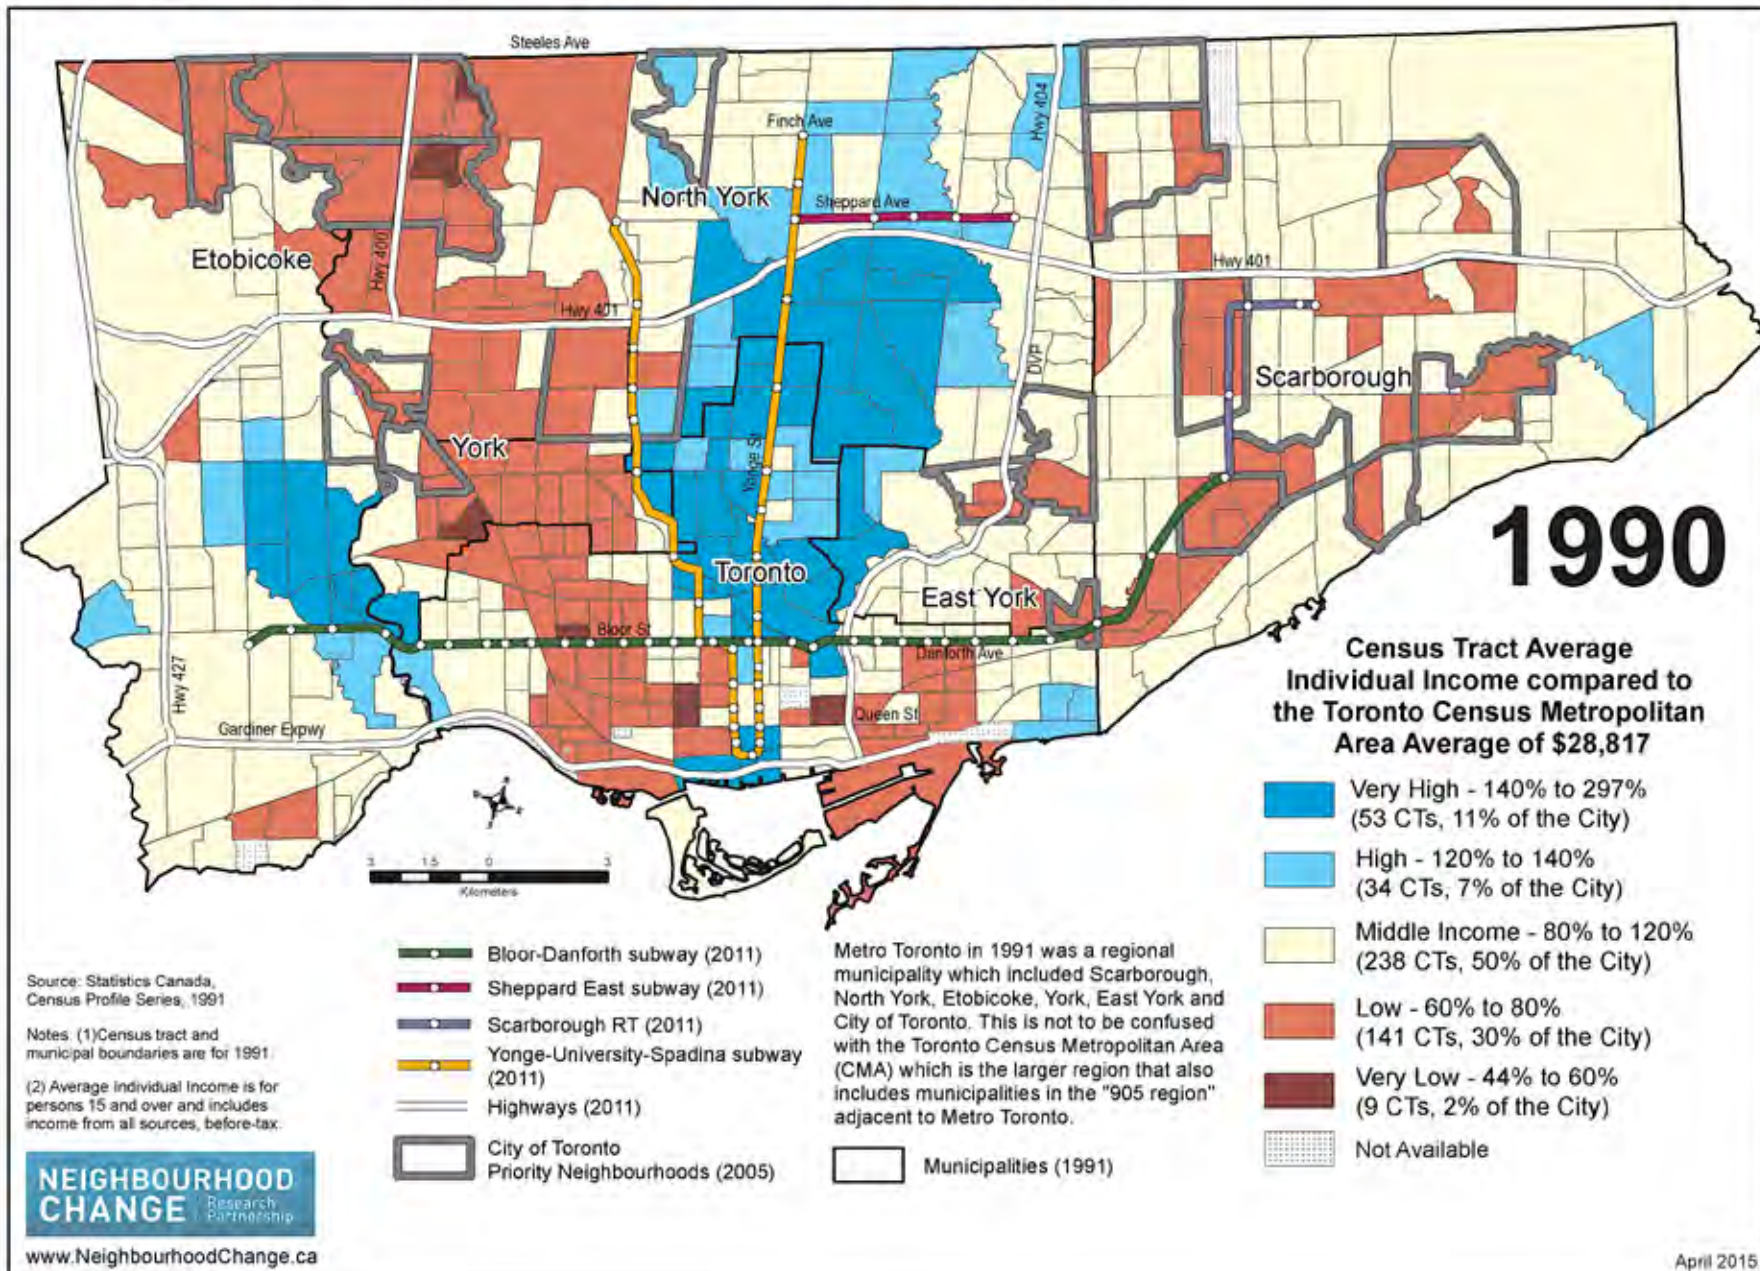 Steeles Ave
Finch Ave
Hwy 404
North York
Sheppard Ave
Etobicoke
Hwy 400
Hwy 401
Hwy 401
DVP
Scarborough
York
Yonge St
1990
Toronto
East York
Bloor St
Danforth Ave
Hwy 427
Queen St
Gardiner Expwy
Census Tract Average
Individual Income compared to
the Toronto Census Metropolitan
Area Average of $28,817
Very High - 140% to 297%
(53 CTs, 11% of the City)
High - 120% to 140%
(34 CTs, 7% of the City)
Middle Income - 80% to 120%
(238 CTs, 50% of the City)
Low - 60% to 80%
(141 CTs, 30% of the City)
Very Low - 44% to 60%
(9 CTs, 2% of the City)
Not Available
3 1.5 0 3
Kilometers
Bloor-Danforth subway (2011)
Sheppard East subway (2011)
Scarborough RT (2011)
Yonge-University-Spadina subway
(2011)
Highways (2011)
City of Toronto
Priority Neighbourhoods (2005)
Metro Toronto in 1991 was a regional
municipality which included Scarborough,
North York, Etobicoke, York, East York and
City of Toronto. This is not to be confused
with the Toronto Census Metropolitan Area
(CMA) which is the larger region that also
includes municipalities in the "905 region"
adjacent to Metro Toronto.
Municipalities (1991)
Source: Statistics Canada,
Census Profile Series, 1991
Notes: (1)Census tract and
municipal boundaries are for 1991.
(2) Average Individual Income is for
persons 15 and over and includes
income from all sources, before-tax.
NEIGHBOURHOOD
CHANGE Research
Partnership
www.NeighbourhoodChange.ca
April 2015